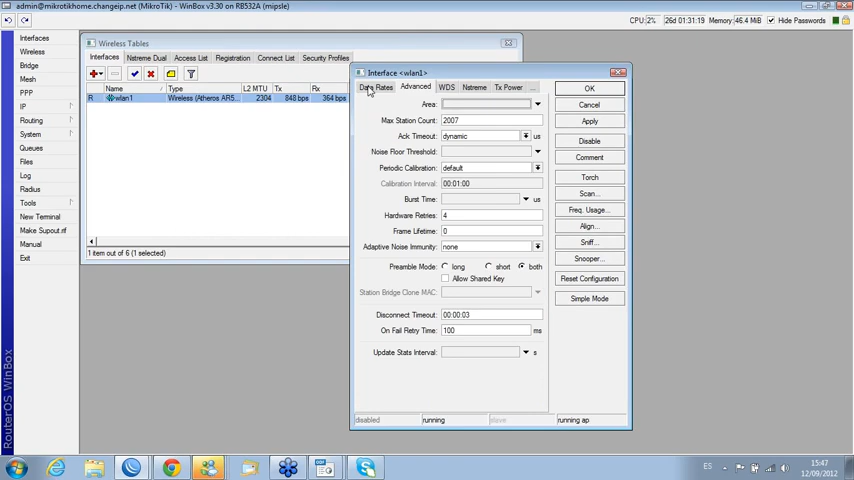 admin@mikrotikhome.changeip.net (MikroTik) - WinBox v3.30 on RB532A (mipsle)
CPU: 2% 26d 01:31:19 Memory: 46.4 MiB Hide Passwords
RouterOS WinBox
Interfaces
Wireless
Bridge
Mesh
PPP
IP
Routing
System
Queues
Files
Log
Radius
Tools
New Terminal
Make Supout.rif
Manual
Exit
Wireless Tables
Interfaces Nstreme Dual Access List Registration Connect List Security Profiles
Name Type L2 MTU Tx Rx
R wlan1 Wireless (Atheros AR5... 2304 848 bps 364 bps
1 item out of 6 (1 selected)
Interface <wlan1>
Data Rates Advanced WDS Nstreme Tx Power ...
Area:
Max Station Count: 2007
Ack Timeout: dynamic us
Noise Floor Threshold:
Periodic Calibration: default
Calibration Interval: 00:01:00
Burst Time: us
Hardware Retries: 4
Frame Lifetime: 0
Adaptive Noise Immunity: none
Preamble Mode: long short both
Allow Shared Key
Station Bridge Clone MAC:
Disconnect Timeout: 00:00:03
On Fail Retry Time: 100 ms
Update Stats Interval: s
OK
Cancel
Apply
Disable
Comment
Torch
Scan...
Freq. Usage...
Align...
Sniff...
Snooper...
Reset Configuration
Simple Mode
disabled running slave running ap
ES 15:47
12/09/2012